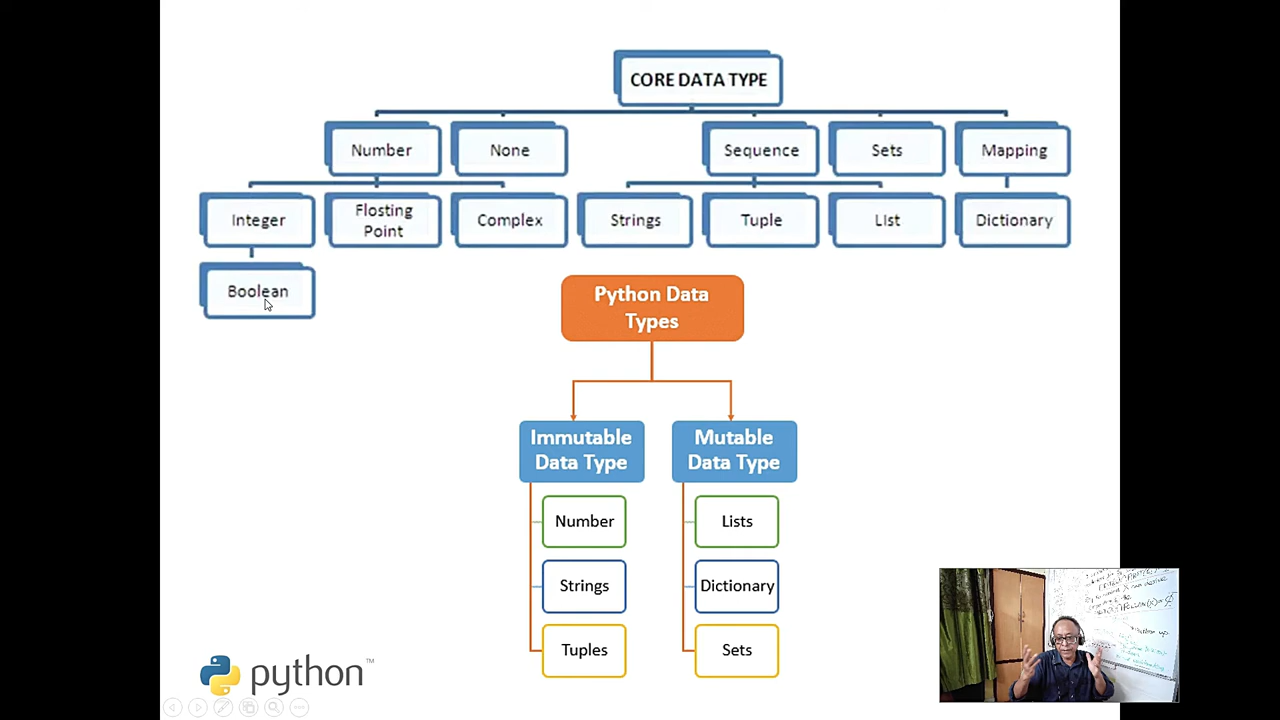 CORE DATA TYPE
Number
None
Sequence
Sets
Mapping
Integer
Flosting
Point
Complex
Strings
Tuple
LIst
Dictionary
Boolean
Python Data
Types
Immutable
Data Type
Mutable
Data Type
Number
Lists
Strings
Dictionary
Tuples
Sets
python™